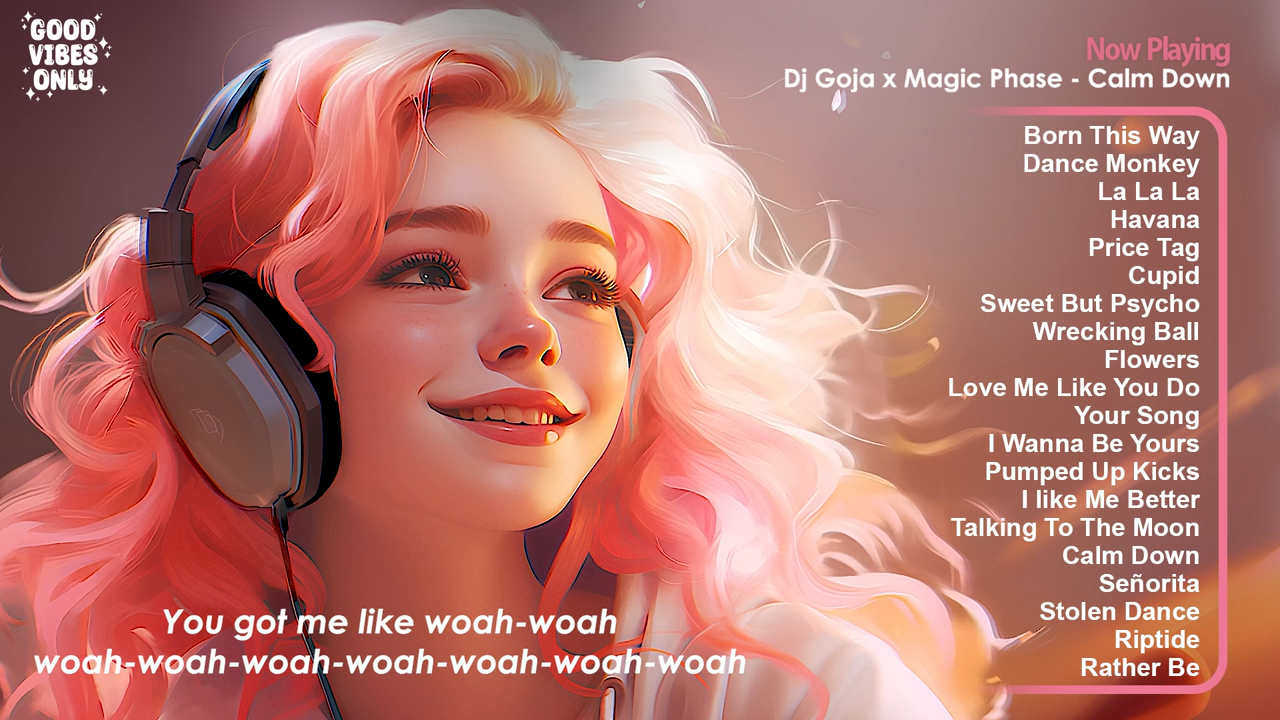 GOOD
VIBES
ONLY
Now Playing
Dj Goja x Magic Phase - Calm Down
Born This Way
Dance Monkey
La La La
Havana
Price Tag
Cupid
Sweet But Psycho
Wrecking Ball
Flowers
Love Me Like You Do
Your Song
I Wanna Be Yours
Pumped Up Kicks
I like Me Better
Talking To The Moon
Calm Down
Señorita
Stolen Dance
Riptide
Rather Be
You got me like woah-woah
woah-woah-woah-woah-woah-woah-woah